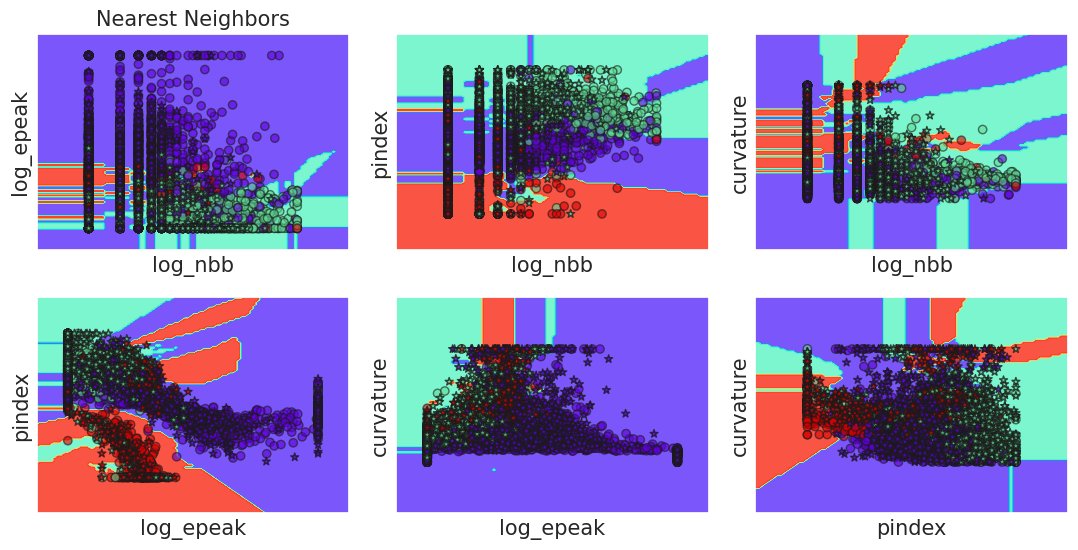 Nearest Neighbors
log_epeak
log_nbb
pindex
log_nbb
curvature
log_nbb
pindex
log_epeak
curvature
log_epeak
curvature
pindex